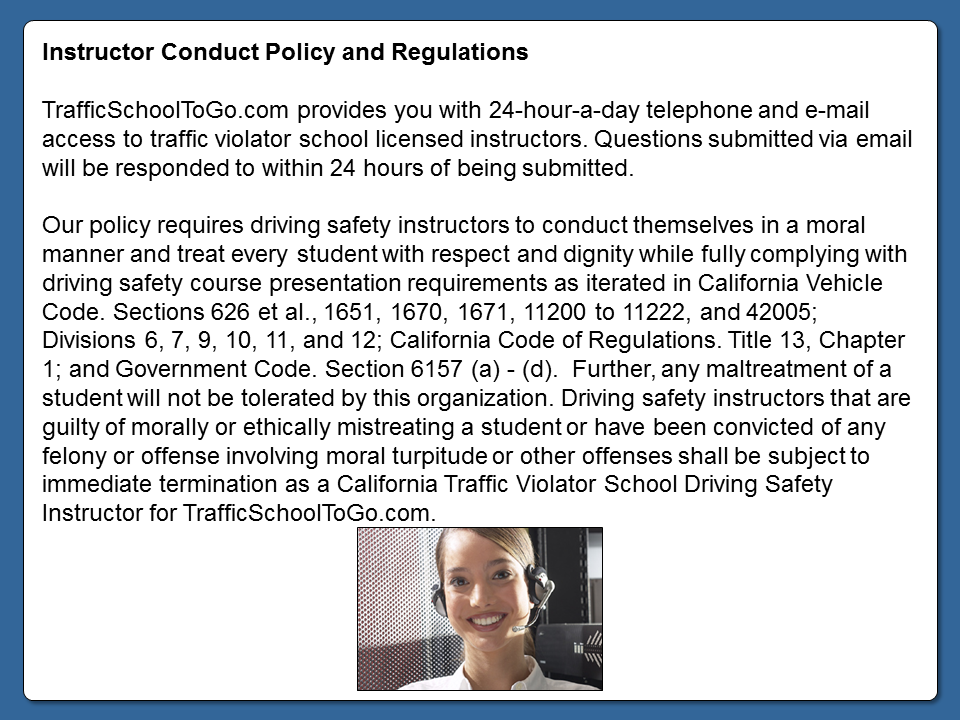 Instructor Conduct Policy and Regulations
TrafficSchoolToGo.com provides you with 24-hour-a-day telephone and e-mail
access to traffic violator school licensed instructors. Questions submitted via email
will be responded to within 24 hours of being submitted.
Our policy requires driving safety instructors to conduct themselves in a moral
manner and treat every student with respect and dignity while fully complying with
driving safety course presentation requirements as iterated in California Vehicle
Code. Sections 626 et al., 1651, 1670, 1671, 11200 to 11222, and 42005;
Divisions 6, 7, 9, 10, 11, and 12; California Code of Regulations. Title 13, Chapter
1; and Government Code. Section 6157 (a) - (d).  Further, any maltreatment of a
student will not be tolerated by this organization. Driving safety instructors that are
guilty of morally or ethically mistreating a student or have been convicted of any
felony or offense involving moral turpitude or other offenses shall be subject to
immediate termination as a California Traffic Violator School Driving Safety
Instructor for TrafficSchoolToGo.com.